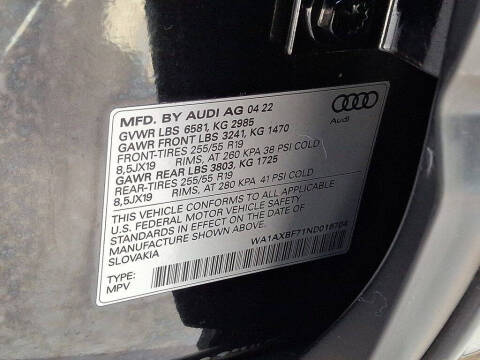 MFD. BY AUDI AG 04 22
GVWR LBS 6581, KG 2985
GAWR FRONT LBS 3241, KG 1470
FRONT-TIRES 255/55 R19
8,5JX19 RIMS, AT 260 KPA 38 PSI COLD
GAWR REAR LBS 3803, KG 1725
REAR-TIRES 255/55 R19
8,5JX19 RIMS, AT 280 KPA 41 PSI COLD
THIS VEHICLE CONFORMS TO ALL APPLICABLE
U.S. FEDERAL MOTOR VEHICLE SAFETY
STANDARDS IN EFFECT ON THE DATE OF
MANUFACTURE SHOWN ABOVE.
SLOVAKIA
WA1AXBF71ND018704
TYPE:
MPV
Audi